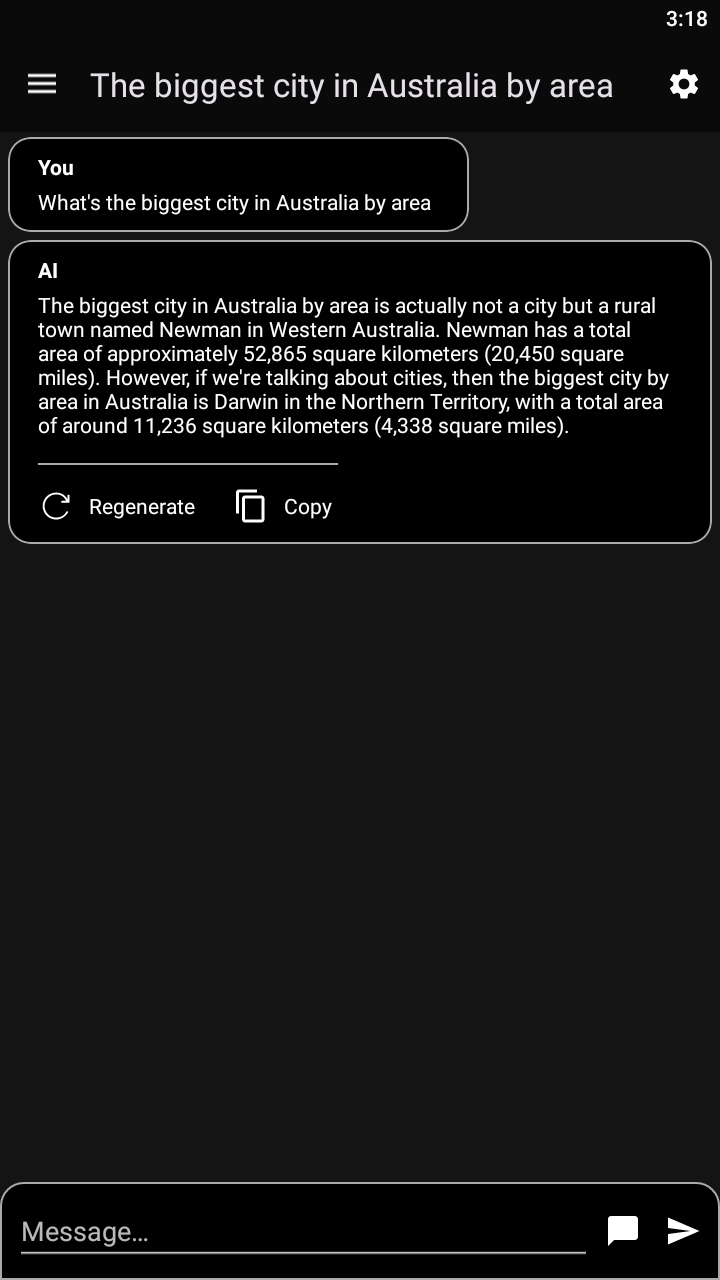 3:18
The biggest city in Australia by area
You
What's the biggest city in Australia by area
AI
The biggest city in Australia by area is actually not a city but a rural
town named Newman in Western Australia. Newman has a total
area of approximately 52,865 square kilometers (20,450 square
miles). However, if we're talking about cities, then the biggest city by
area in Australia is Darwin in the Northern Territory, with a total area
of around 11,236 square kilometers (4,338 square miles).
Regenerate Copy
Message…